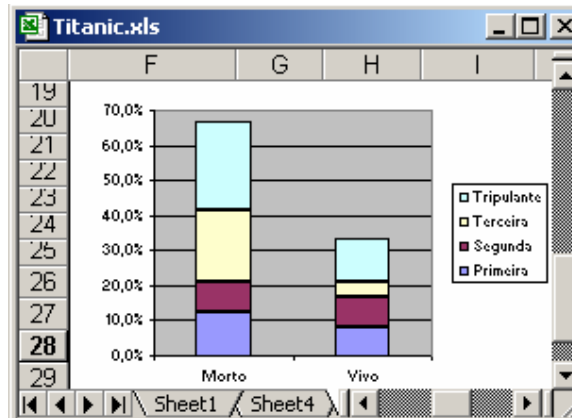 Titanic.xls
F G H I
19
20
21
22
23
24
25
26
27
28
29
70,0%
60,0%
50,0%
40,0%
30,0%
20,0%
10,0%
0,0%
Morto Vivo
Tripulante
Terceira
Segunda
Primeira
Sheet1 Sheet4